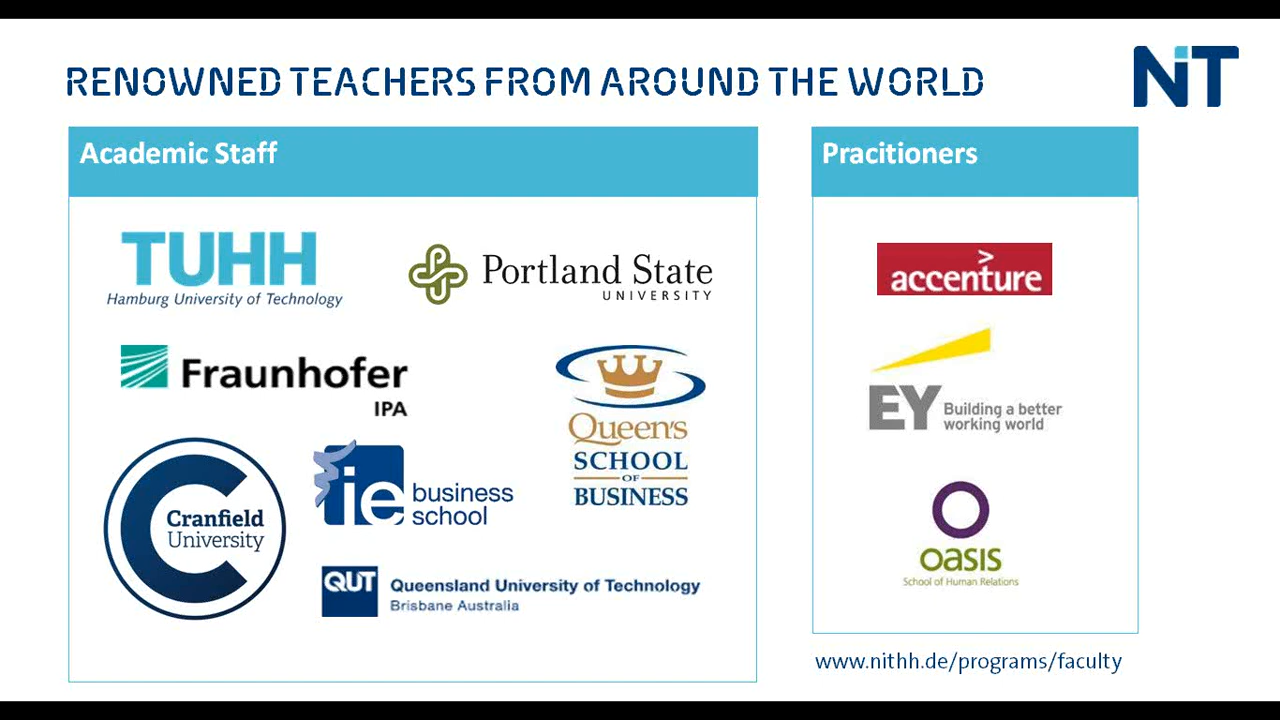 RENOWNED TEACHERS FROM AROUND THE WORLD
NiT
Academic Staff
TUHH
Hamburg University of Technology
Portland State
UNIVERSITY
Fraunhofer
IPA
Queen's
SCHOOL
OF
BUSINESS
Cranfield
University
ie business
school
QUT Queensland University of Technology
Brisbane Australia
Pracitioners
>
accenture
EY Building a better
working world
oasis
School of Human Relations
www.nithh.de/programs/faculty